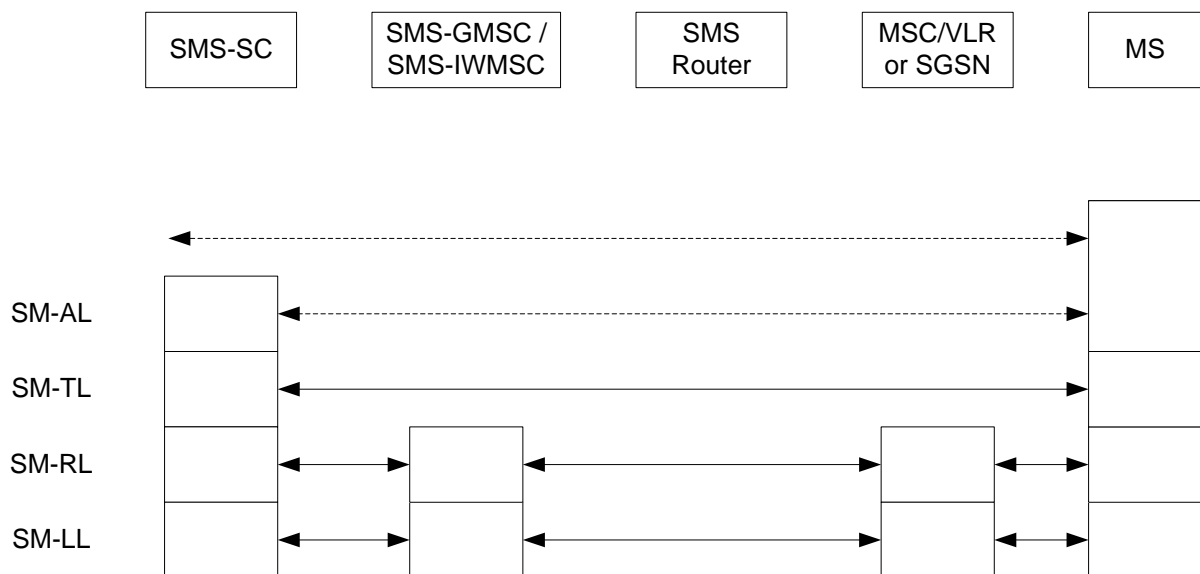 SMS-SC
SMS-GMSC /
SMS-IWMSC
SMS
Router
MSC/VLR
or SGSN
MS
SM-AL
SM-TL
SM-RL
SM-LL